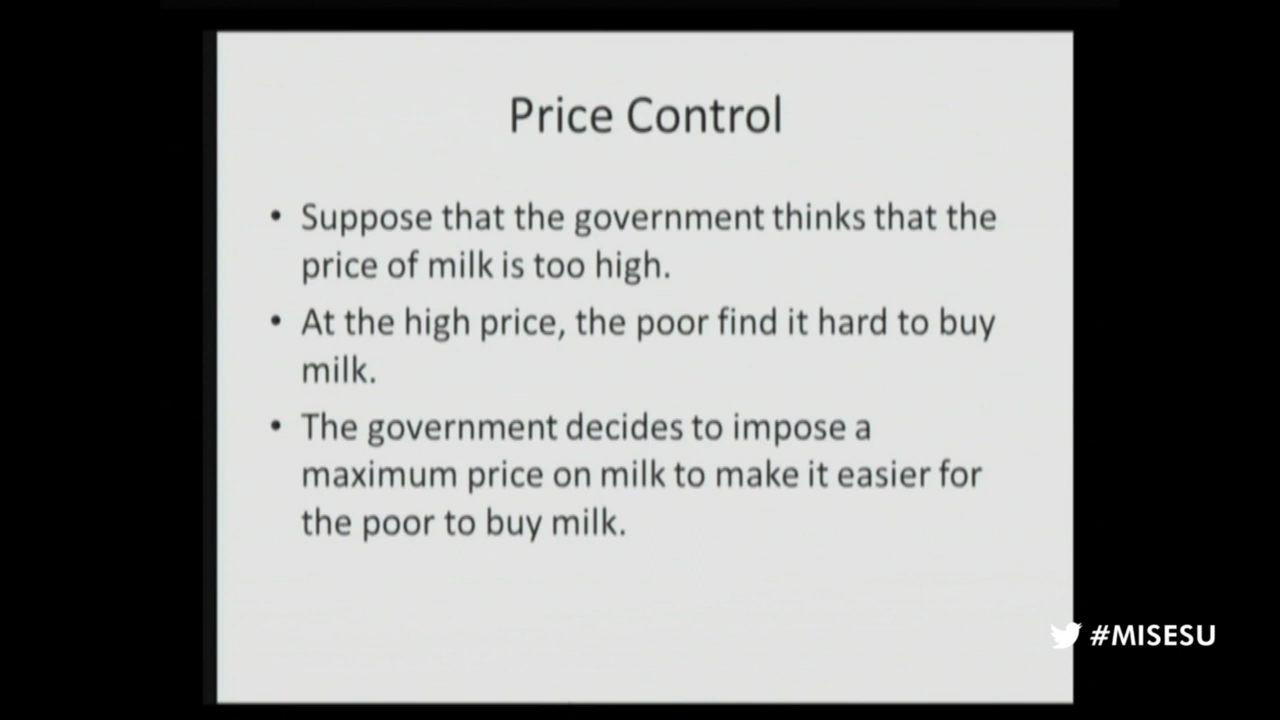 Price Control
• Suppose that the government thinks that the
price of milk is too high.
• At the high price, the poor find it hard to buy
milk.
• The government decides to impose a
maximum price on milk to make it easier for
the poor to buy milk.
#MISESU